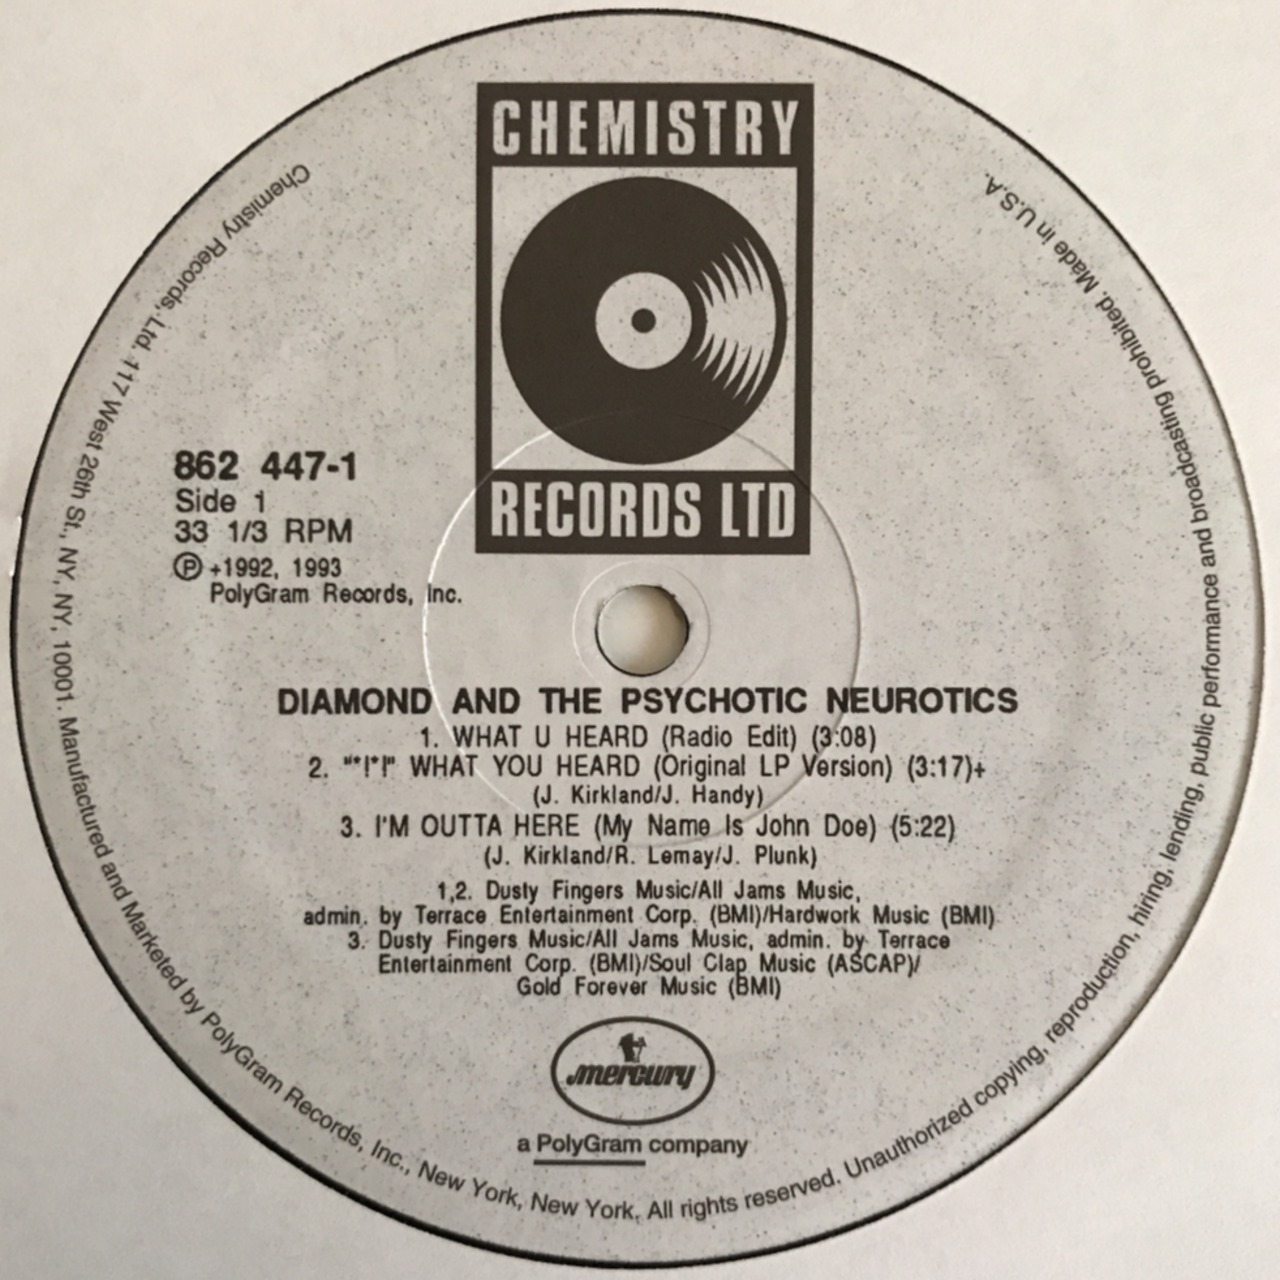 CHEMISTRY
RECORDS LTD
862 447-1
Side 1
33 1/3 RPM
Ⓟ +1992, 1993
PolyGram Records, Inc.
DIAMOND AND THE PSYCHOTIC NEUROTICS
1. WHAT U HEARD (Radio Edit) (3:08)
2. "*!*!" WHAT YOU HEARD (Original LP Version) (3:17)+
(J. Kirkland/J. Handy)
3. I'M OUTTA HERE (My Name Is John Doe) (5:22)
(J. Kirkland/R. Lemay/J. Plunk)
1,2. Dusty Fingers Music/All Jams Music,
admin. by Terrace Entertainment Corp. (BMI)/Hardwork Music (BMI)
3. Dusty Fingers Music/All Jams Music, admin. by Terrace
Entertainment Corp. (BMI)/Soul Clap Music (ASCAP)/
Gold Forever Music (BMI)
mercury
a PolyGram company
Chemistry Records, Ltd. 117 West 26th St., NY, NY, 10001. Manufactured and Marketed by PolyGram Records, Inc., New York, New York. All rights reserved. Unauthorized copying, reproduction, hiring, lending, public performance and broadcasting prohibited. Made in U.S.A.